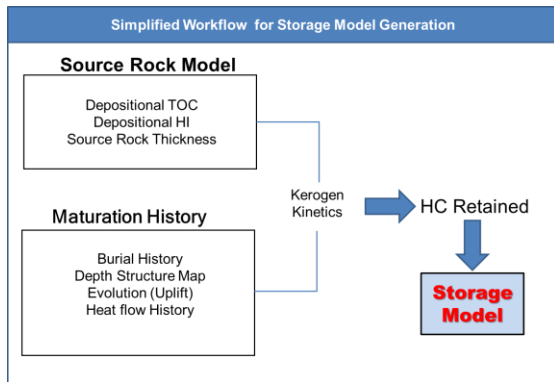 Simplified Workflow for Storage Model Generation
Source Rock Model
Depositional TOC
Depositional HI
Source Rock Thickness
Kerogen
Kinetics
HC Retained
Maturation History
Burial History
Depth Structure Map
Evolution (Uplift)
Heat flow History
Storage
Model